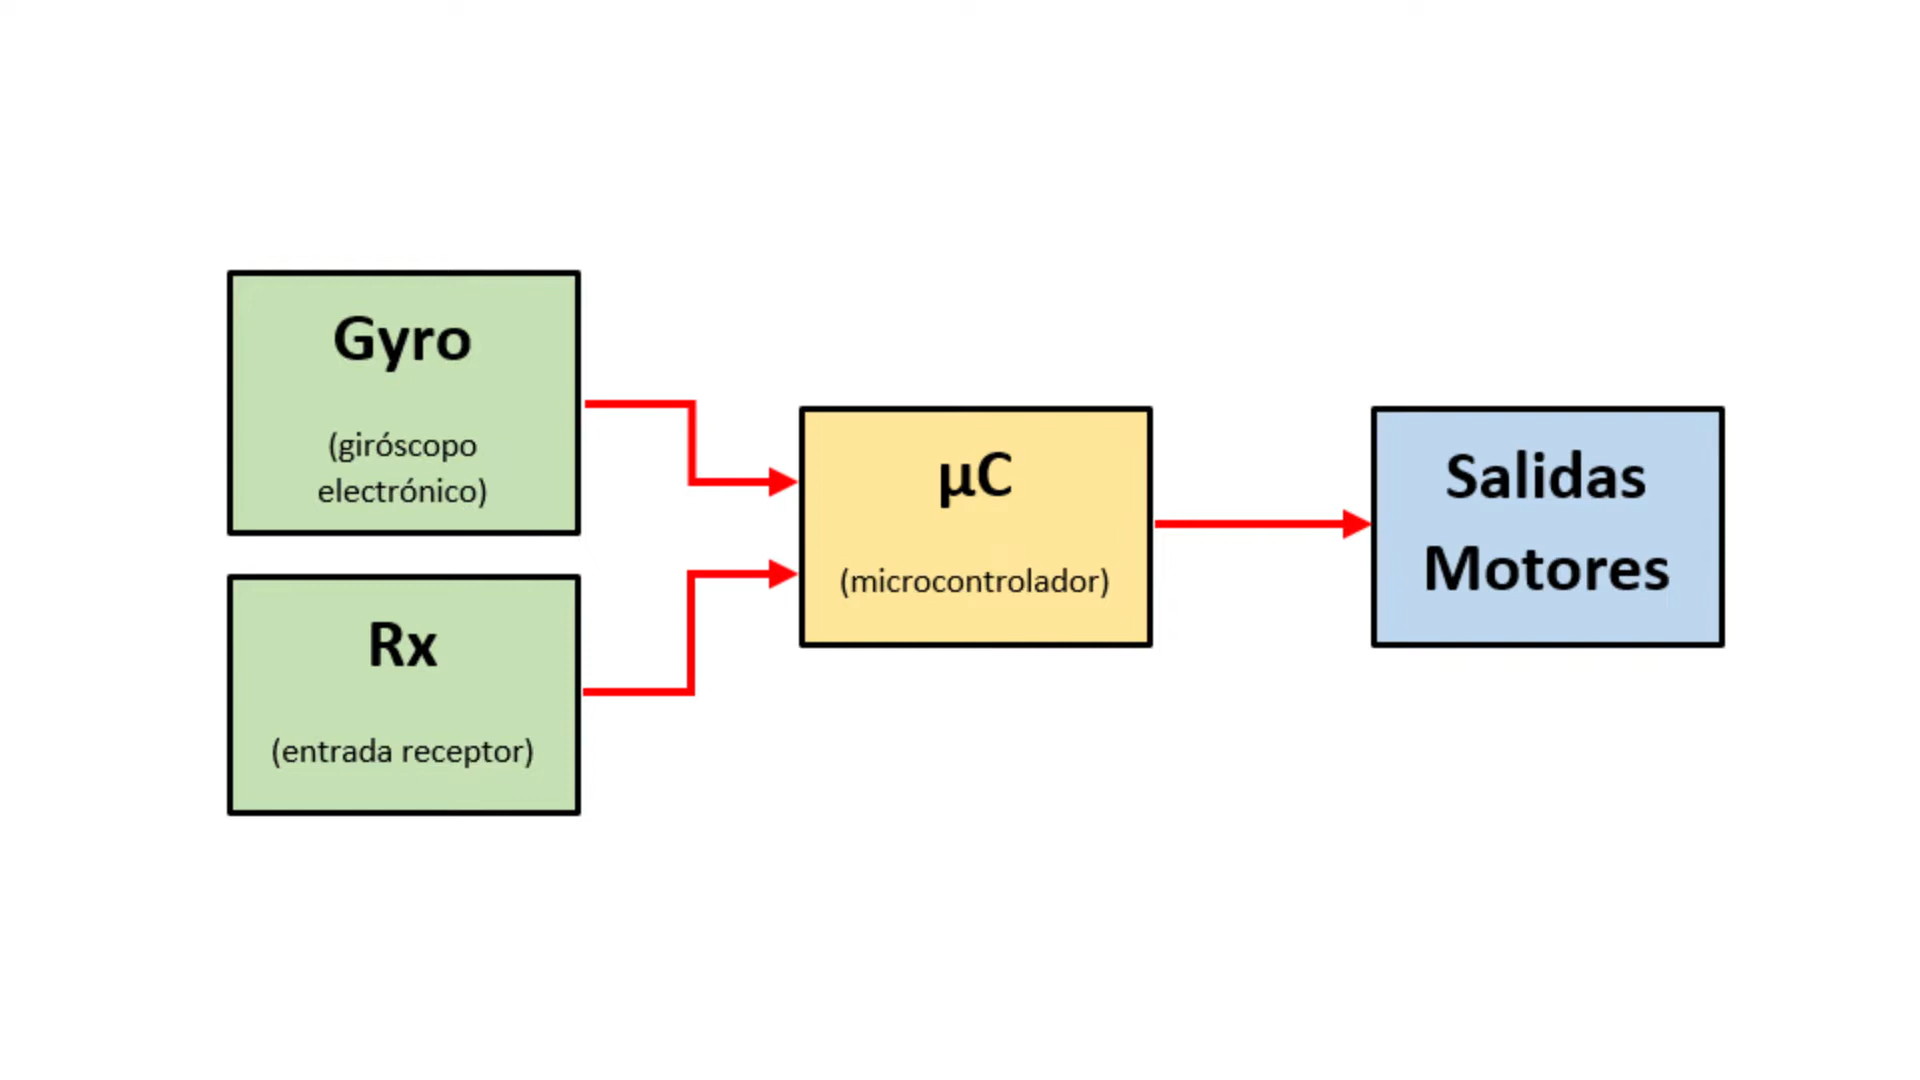 Gyro
(giróscopo
electrónico)
Rx
(entrada receptor)
µC
(microcontrolador)
Salidas
Motores